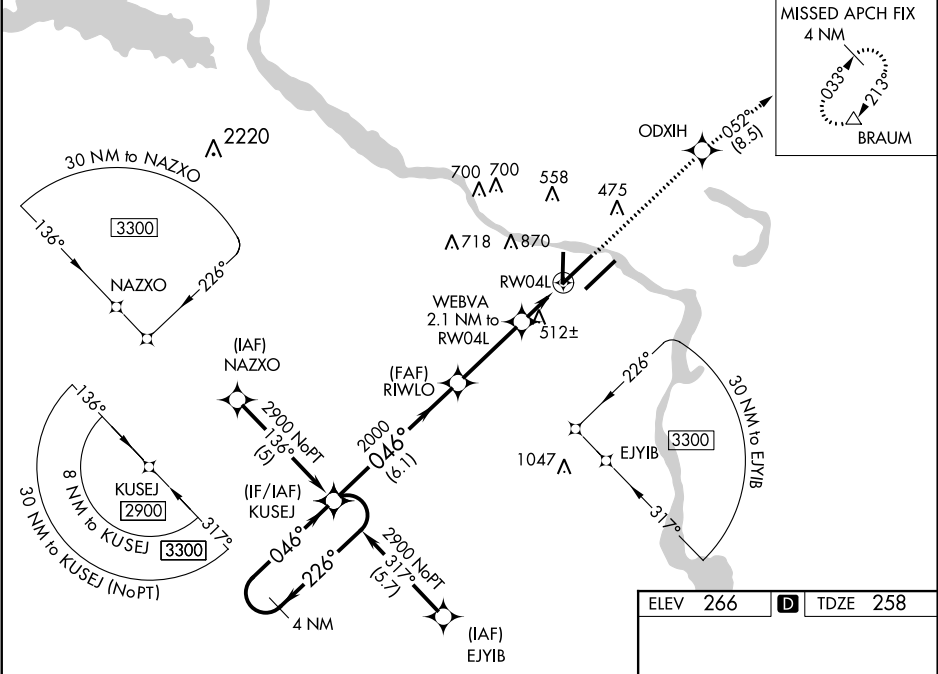 MISSED APCH FIX
4 NM
033°
213°
BRAUM
ODXIH
052°
(8.5)
2220
30 NM to NAZXO
3300
136°
226°
NAZXO
700 700
558
475
718
870
RW04L
WEBVA
2.1 NM to
RW04L
512±
(IAF)
NAZXO
(FAF)
RIWLO
2900 NoPT
136°
(5)
2000
046°
(6.1)
226°
30 NM to EJYIB
3300
EJYIB
317°
1047
136°
KUSEJ
2900
8 NM to KUSEJ
3300
317°
30 NM to KUSEJ (NoPT)
(IF/IAF)
KUSEJ
046°
226°
4 NM
2900 NoPT
317°
(5.7)
(IAF)
EJYIB
ELEV 266 D TDZE 258